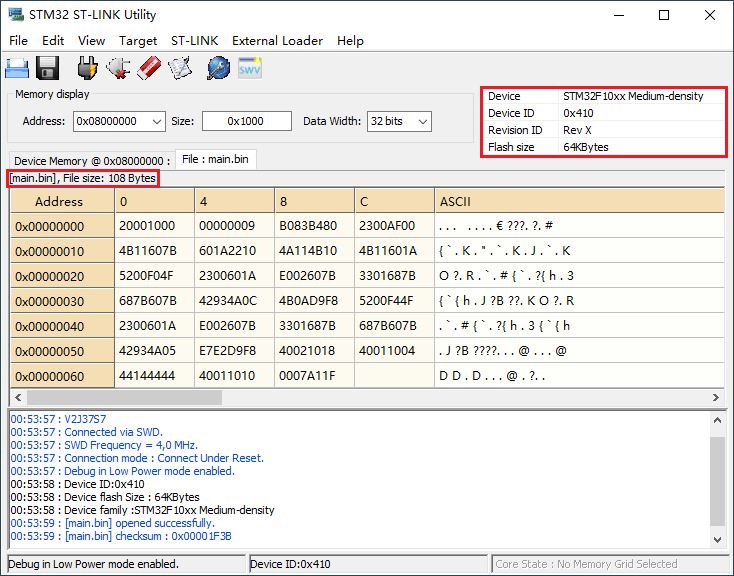 STM32 ST-LINK Utility
File Edit View Target ST-LINK External Loader Help
SWV
Memory display
Address: 0x08000000 Size: 0x1000 Data Width: 32 bits
Device STM32F10xx Medium-density
Device ID 0x410
Revision ID Rev X
Flash size 64KBytes
Device Memory @ 0x08000000 : File : main.bin
[main.bin], File size: 108 Bytes
Address 0 4 8 C ASCII
0x00000000 20001000 00000009 B083B480 2300AF00 . . . . . . . € ???. ?. #
0x00000010 4B11607B 601A2210 4A114B10 4B11601A { `. K . " . ` . K . J . ` . K
0x00000020 5200F04F 2300601A E002607B 3301687B O ?. R . ` . # { ` . ?{ h . 3
0x00000030 687B607B 42934A0C 4B0AD9F8 5200F44F { ` { h . J ?B ??. K O ?. R
0x00000040 2300601A E002607B 3301687B 687B607B . ` . # { ` . ?{ h . 3 { ` { h
0x00000050 42934A05 E7E2D9F8 40021018 40011004 . J ?B ????. . . @ . . . @
0x00000060 44144444 40011010 0007A11F D D . D . . . @ . ?. .
00:53:57 : V2J37S7
00:53:57 : Connected via SWD.
00:53:57 : SWD Frequency = 4,0 MHz.
00:53:57 : Connection mode : Connect Under Reset.
00:53:57 : Debug in Low Power mode enabled.
00:53:58 : Device ID:0x410
00:53:58 : Device flash Size : 64KBytes
00:53:58 : Device family :STM32F10xx Medium-density
00:53:59 : [main.bin] opened successfully.
00:53:59 : [main.bin] checksum : 0x00001F3B
Debug in Low Power mode enabled. Device ID:0x410 Core State : No Memory Grid Selected